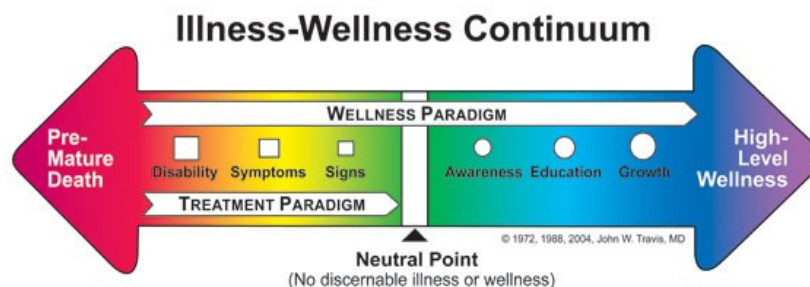 Illness-Wellness Continuum
WELLNESS PARADIGM
Pre-
Mature
Death
Disability Symptoms Signs
Awareness Education Growth
High-
Level
Wellness
TREATMENT PARADIGM
© 1972, 1988, 2004, John W. Travis, MD
Neutral Point
(No discernable illness or wellness)